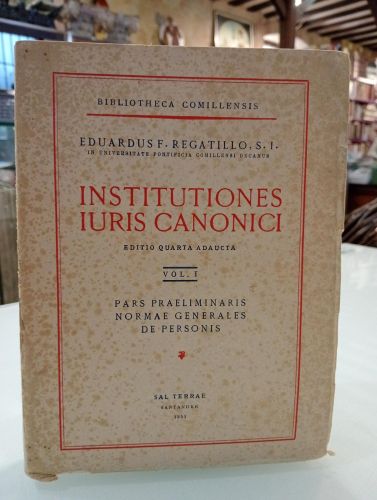 BIBLIOTHECA COMILLENSIS
EDUARDUS F. REGATILLO, S. I.
IN UNIVERSITATE PONTIFICIA COMILLENSI DECANUS
INSTITUTIONES
IURIS CANONICI
EDITIO QUARTA ADAUCTA
VOL. I
PARS PRAELIMINARIS
NORMAE GENERALES
DE PERSONIS
SAL TERRAE
SANTANDER
1951